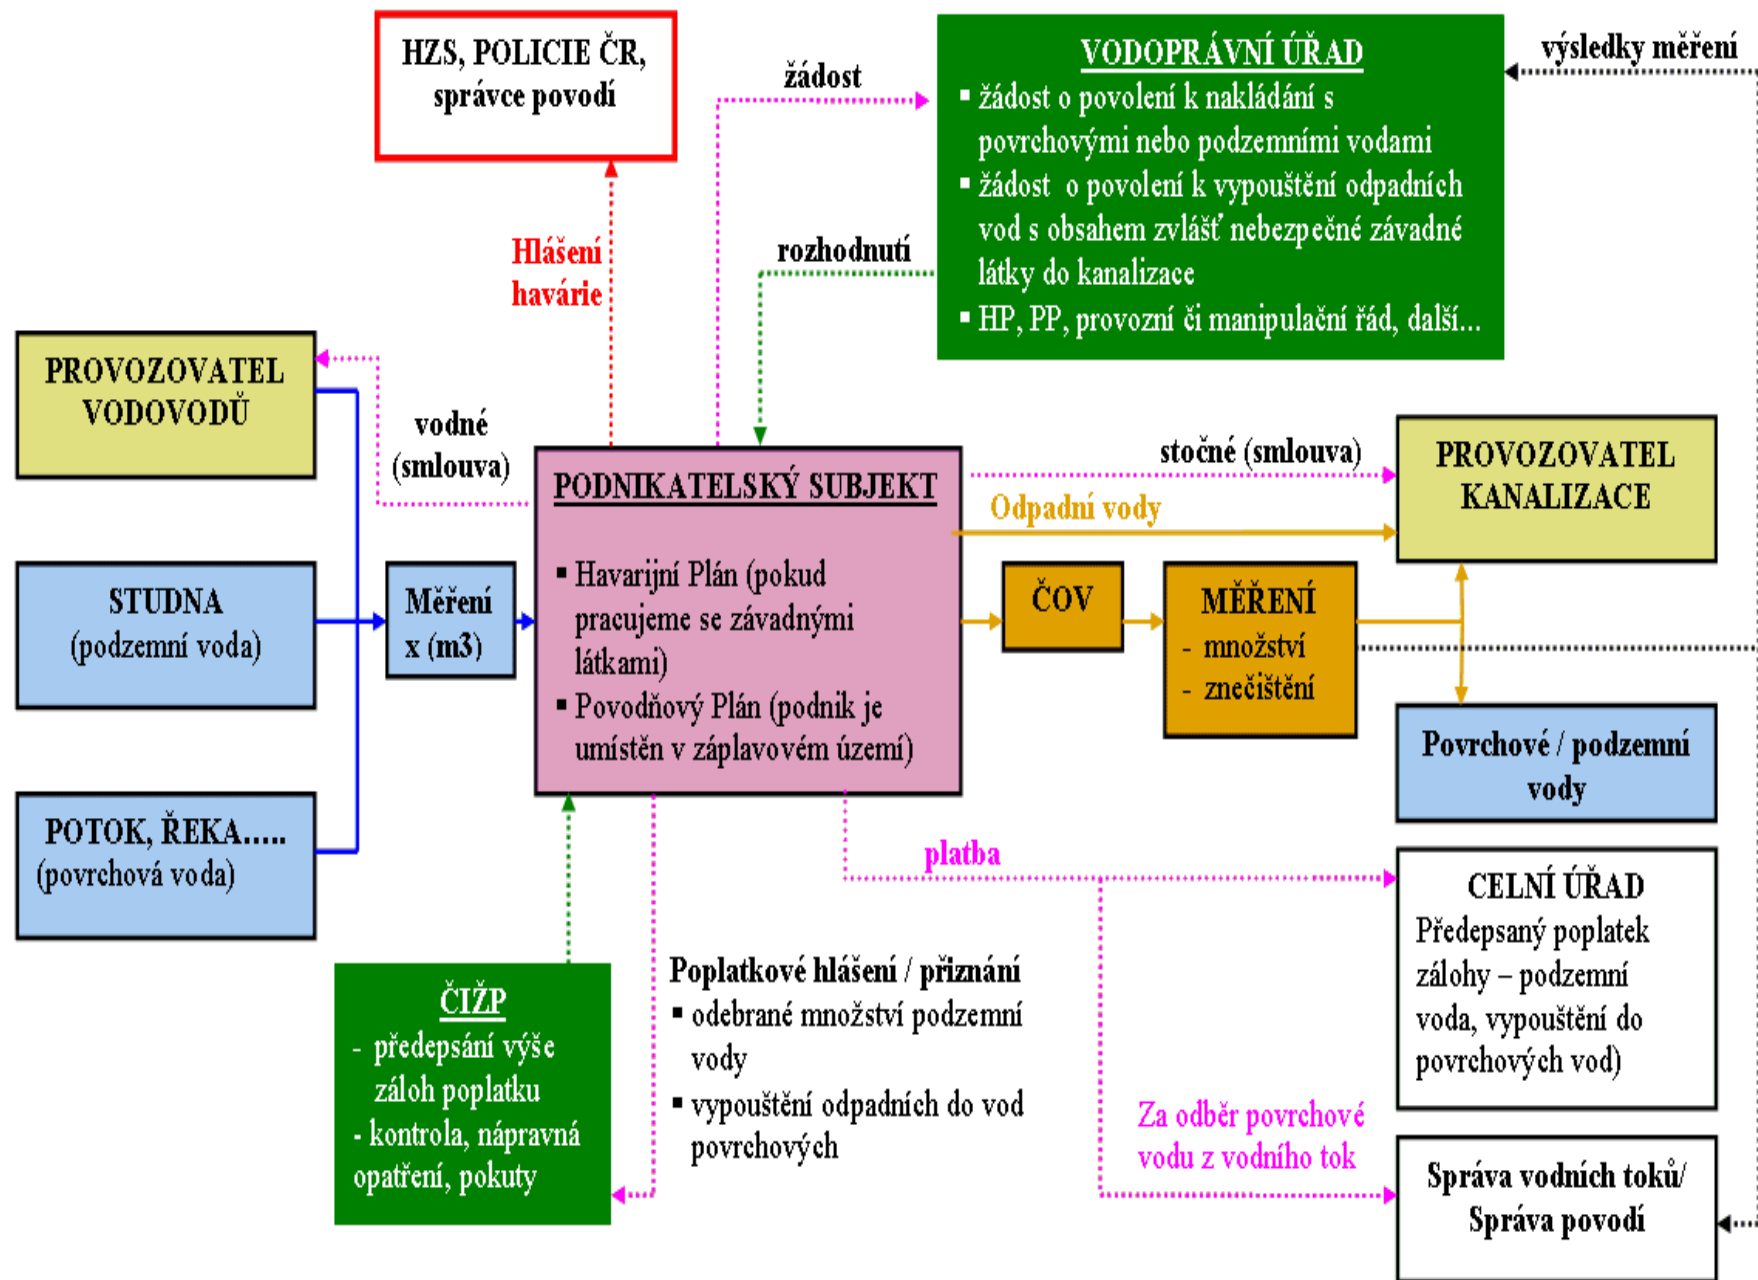 HZS, POLICIE ČR,
správce povodí
žádost
VODOPRÁVNÍ ÚŘAD
▪ žádost o povolení k nakládání s
povrchovými nebo podzemními vodami
▪ žádost o povolení k vypouštění odpadních
vod s obsahem zvlášť nebezpečné závadné
látky do kanalizace
▪ HP, PP, provozní či manipulační řád, další...
výsledky měření
Hlášení
havárie
rozhodnutí
PROVOZOVATEL
VODOVODŮ
vodné
(smlouva)
STUDNA
(podzemní voda)
POTOK, ŘEKA.....
(povrchová voda)
Měření
x (m3)
PODNIKATELSKÝ SUBJEKT
▪ Havarijní Plán (pokud
pracujeme se závadnými
látkami)
▪ Povodňový Plán (podnik je
umístěn v záplavovém území)
stočné (smlouva)
Odpadní vody
PROVOZOVATEL
KANALIZACE
ČOV
MĚŘENÍ
- množství
- znečištění
Povrchové / podzemní
vody
platba
CELNÍ ÚŘAD
Předepsaný poplatek
zálohy – podzemní
voda, vypouštění do
povrchových vod)
ČIŽP
- předepsání výše
záloh poplatku
- kontrola, nápravná
opatření, pokuty
Poplatkové hlášení / přiznání
▪ odebrané množství podzemní
vody
▪ vypouštění odpadních do vod
povrchových
Za odběr povrchové
vodu z vodního tok
Správa vodních toků/
Správa povodí